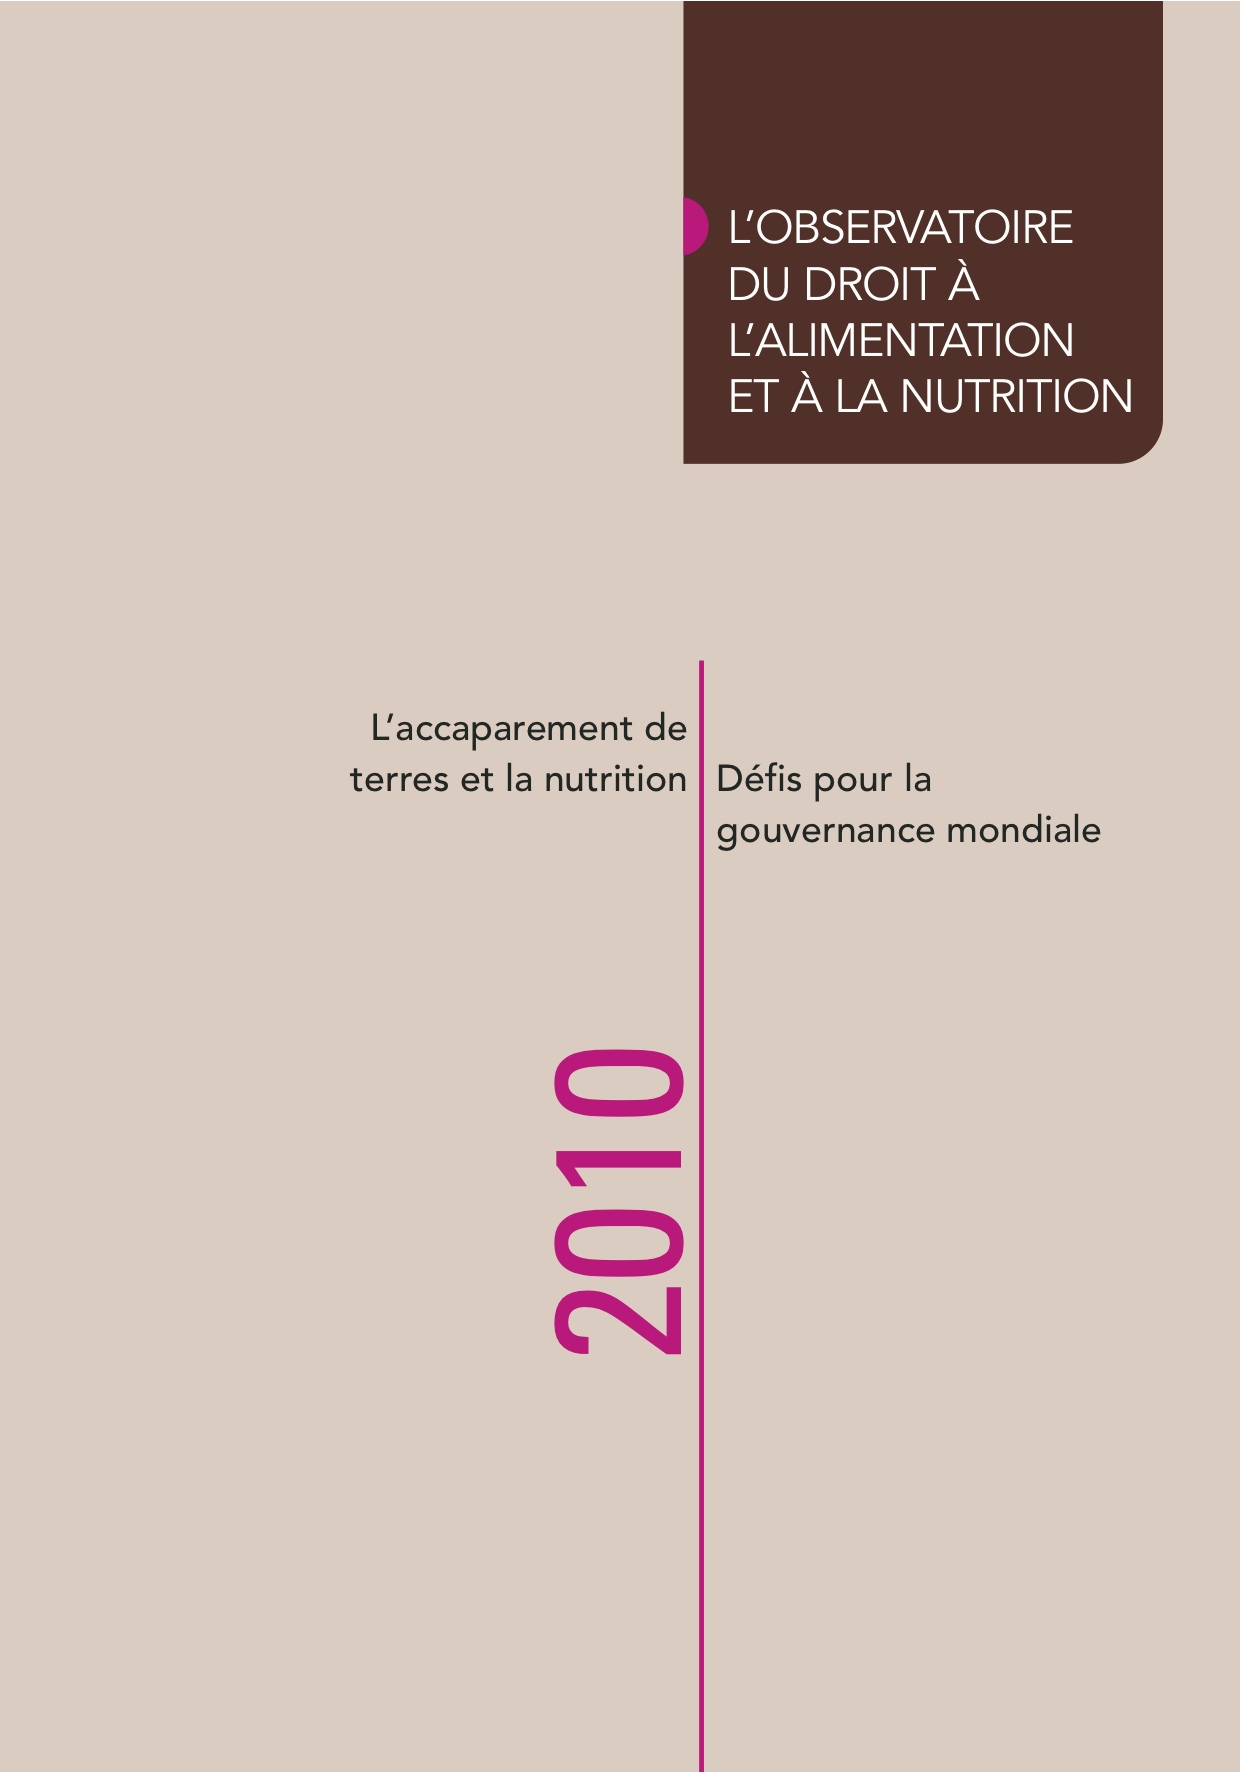 L’OBSERVATOIRE
DU DROIT À
L’ALIMENTATION
ET À LA NUTRITION
L’accaparement de
terres et la nutrition
Défis pour la
gouvernance mondiale
2010